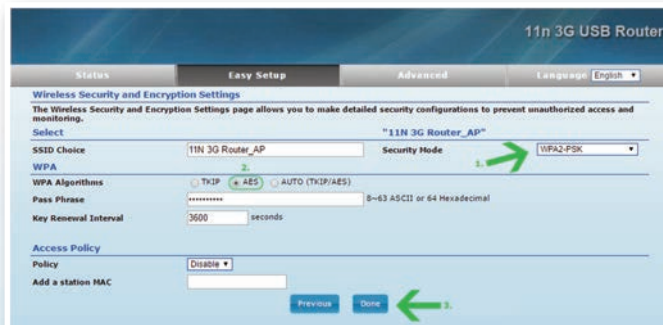 11n 3G USB Router
Status Easy Setup Advanced Language English
Wireless Security and Encryption Settings
The Wireless Security and Encryption Settings page allows you to make detailed security configurations to prevent unauthorized access and
monitoring.
Select "11N 3G Router_AP"
SSID Choice 11N 3G Router_AP Security Mode WPA2-PSK
1.
WPA 2.
WPA Algorithms TKIP AES AUTO (TKIP/AES)
Pass Phrase •••••••••• 8~63 ASCII or 64 Hexadecimal
Key Renewal Interval 3600 seconds
Access Policy
Policy Disable
Add a station MAC
Previous Done 3.